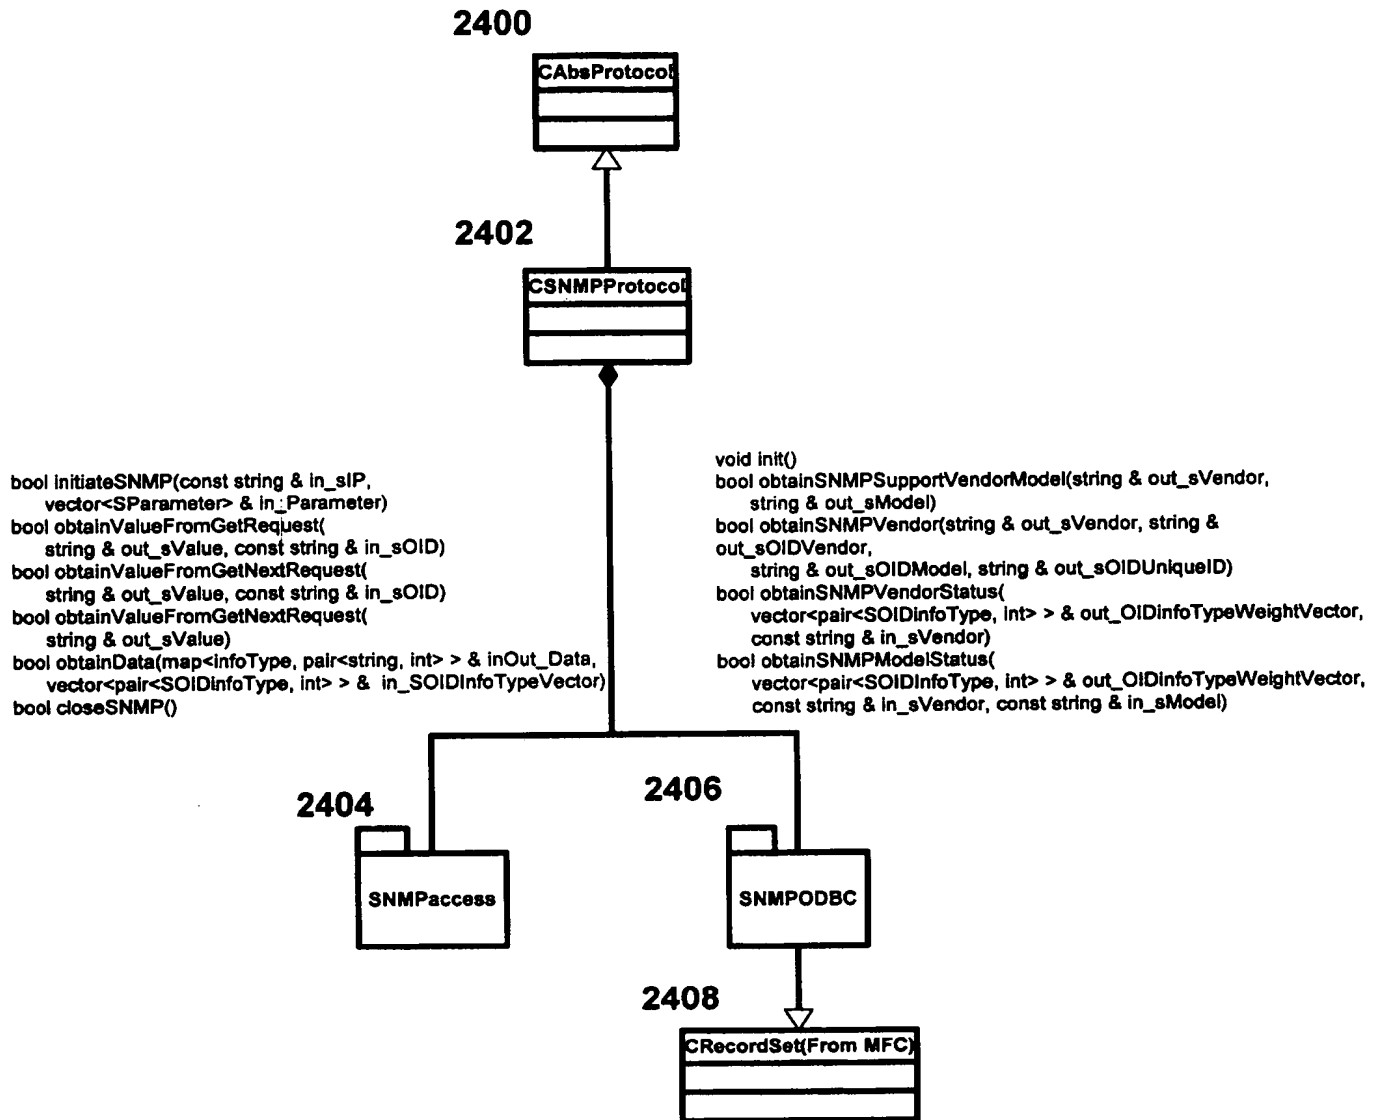 2400
CAbsProtocol
2402
CSNMPProtocol
bool initiateSNMP(const string & in_sIP,
vector<SParameter> & in_Parameter)
bool obtainValueFromGetRequest(
string & out_sValue, const string & in_sOID)
bool obtainValueFromGetNextRequest(
string & out_sValue, const string & in_sOID)
bool obtainValueFromGetNextRequest(
string & out_sValue)
bool obtainData(map<infoType, pair<string, int> > & inOut_Data,
vector<pair<SOIDinfoType, int> > & in_SOIDInfoTypeVector)
bool closeSNMP()
void init()
bool obtainSNMPSupportVendorModel(string & out_sVendor,
string & out_sModel)
bool obtainSNMPVendor(string & out_sVendor, string &
out_sOIDVendor,
string & out_sOIDModel, string & out_sOIDUniqueID)
bool obtainSNMPVendorStatus(
vector<pair<SOIDinfoType, int> > & out_OIDinfoTypeWeightVector,
const string & in_sVendor)
bool obtainSNMPModelStatus(
vector<pair<SOIDinfoType, int> > & out_OIDinfoTypeWeightVector,
const string & in_sVendor, const string & in_sModel)
2404
SNMPaccess
2406
SNMPODBC
2408
CRecordSet(From MFC)